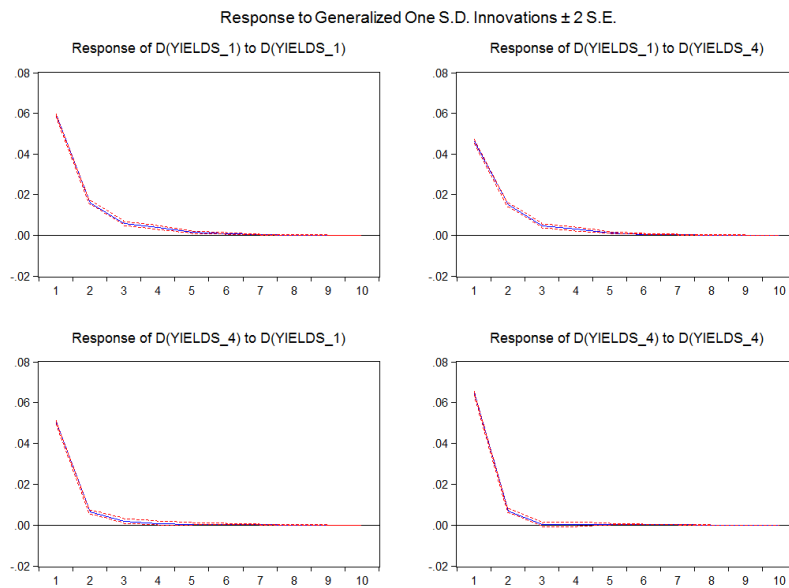 Response to Generalized One S.D. Innovations ± 2 S.E.
Response of D(YIELDS_1) to D(YIELDS_1)
.08
.06
.04
.02
.00
-.02
1 2 3 4 5 6 7 8 9 10
Response of D(YIELDS_1) to D(YIELDS_4)
.08
.06
.04
.02
.00
-.02
1 2 3 4 5 6 7 8 9 10
Response of D(YIELDS_4) to D(YIELDS_1)
.08
.06
.04
.02
.00
-.02
1 2 3 4 5 6 7 8 9 10
Response of D(YIELDS_4) to D(YIELDS_4)
.08
.06
.04
.02
.00
-.02
1 2 3 4 5 6 7 8 9 10